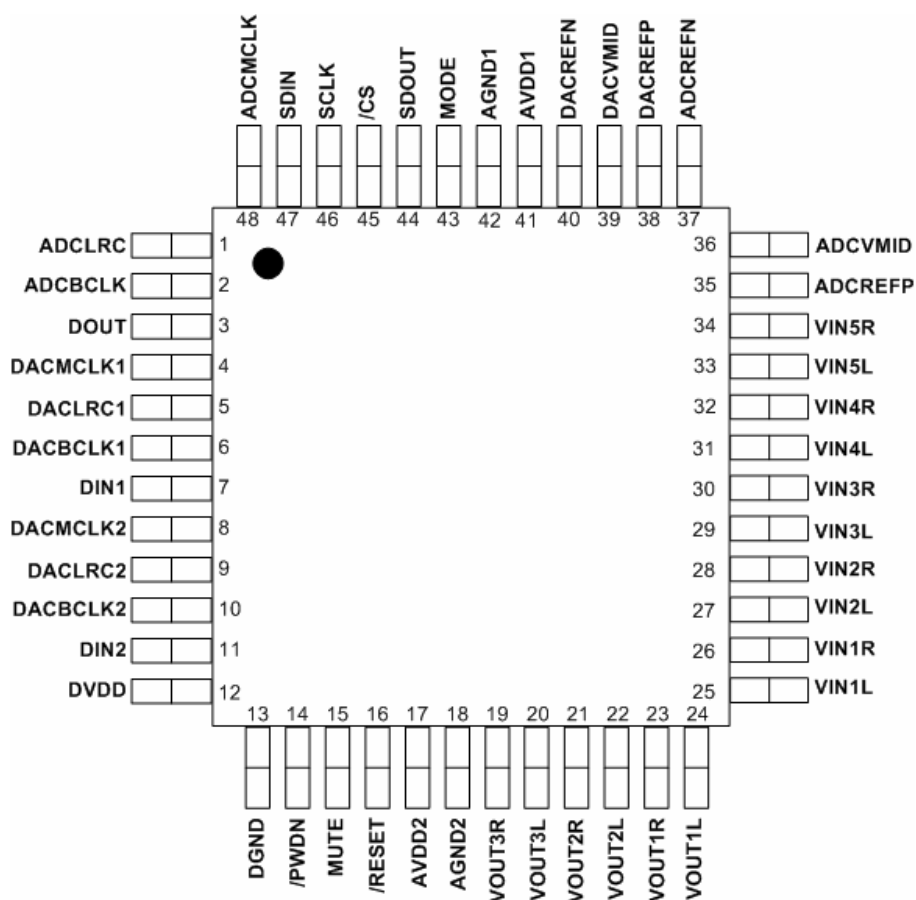 ADCMCLK SDIN SCLK /CS SDOUT MODE AGND1 AVDD1 DACREFN DACVMID DACREFP ADCREFN
48 47 46 45 44 43 42 41 40 39 38 37
ADCLRC 1 36 ADCVMID
ADCBCLK 2 35 ADCREFP
DOUT 3 34 VIN5R
DACMCLK1 4 33 VIN5L
DACLRC1 5 32 VIN4R
DACBCLK1 6 31 VIN4L
DIN1 7 30 VIN3R
DACMCLK2 8 29 VIN3L
DACLRC2 9 28 VIN2R
DACBCLK2 10 27 VIN2L
DIN2 11 26 VIN1R
DVDD 12 25 VIN1L
13 14 15 16 17 18 19 20 21 22 23 24
DGND /PWDN MUTE /RESET AVDD2 AGND2 VOUT3R VOUT3L VOUT2R VOUT2L VOUT1R VOUT1L